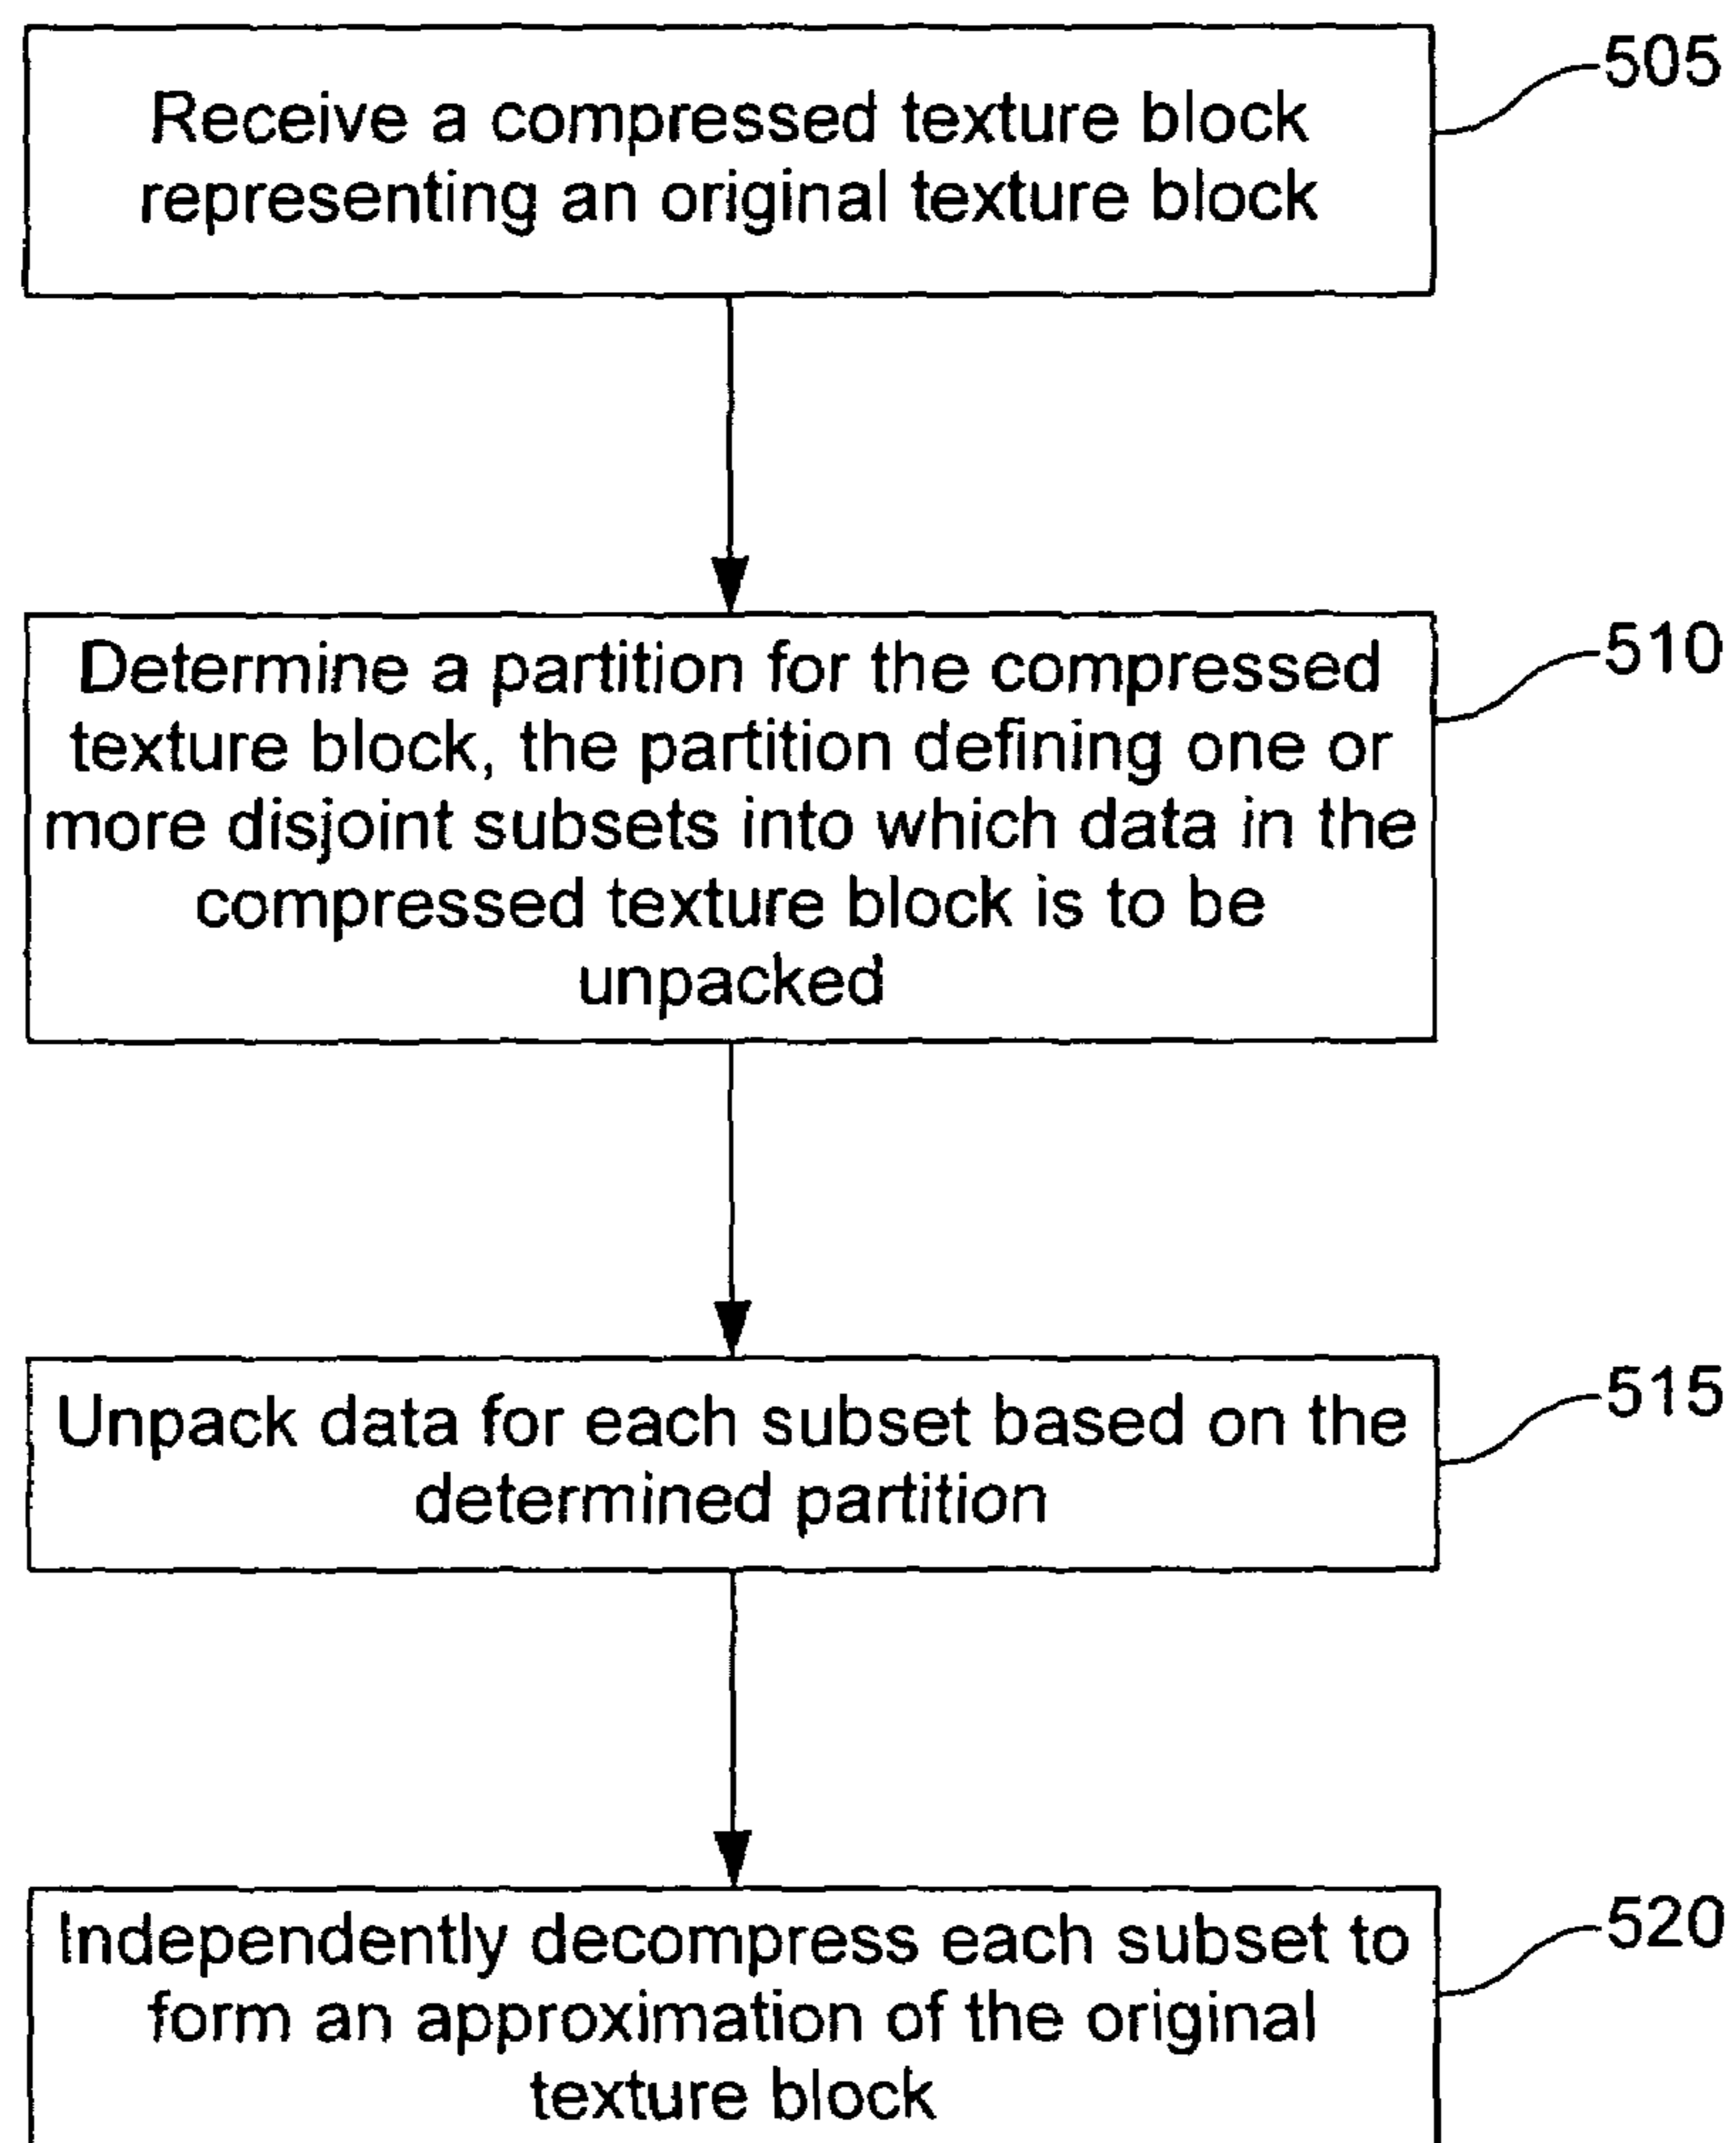 Receive a compressed texture block
representing an original texture block
505
Determine a partition for the compressed
texture block, the partition defining one or
more disjoint subsets into which data in the
compressed texture block is to be
unpacked
510
Unpack data for each subset based on the
determined partition
515
Independently decompress each subset to
form an approximation of the original
texture block
520